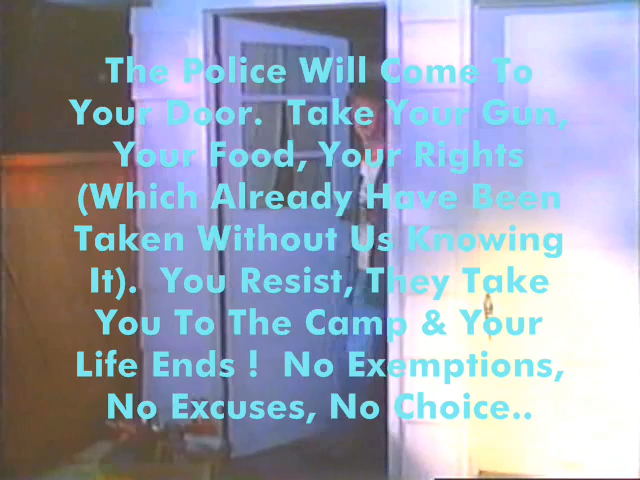 The Police Will Come To
Your Door.  Take Your Gun,
Your Food, Your Rights
(Which Already Have Been
Taken Without Us Knowing
It).  You Resist, They Take
You To The Camp & Your
Life Ends !  No Exemptions,
No Excuses, No Choice..